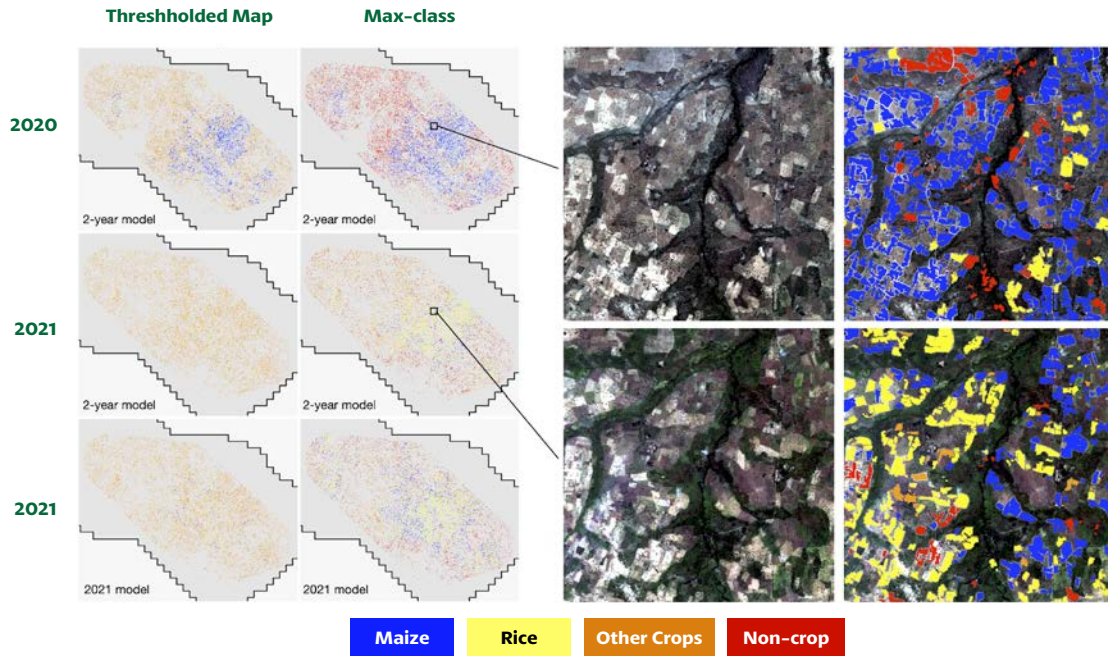 Threshholded Map
Max-class
2020
2-year model
2-year model
2021
2-year model
2-year model
2021
2021 model
2021 model
Maize
Rice
Other Crops
Non-crop